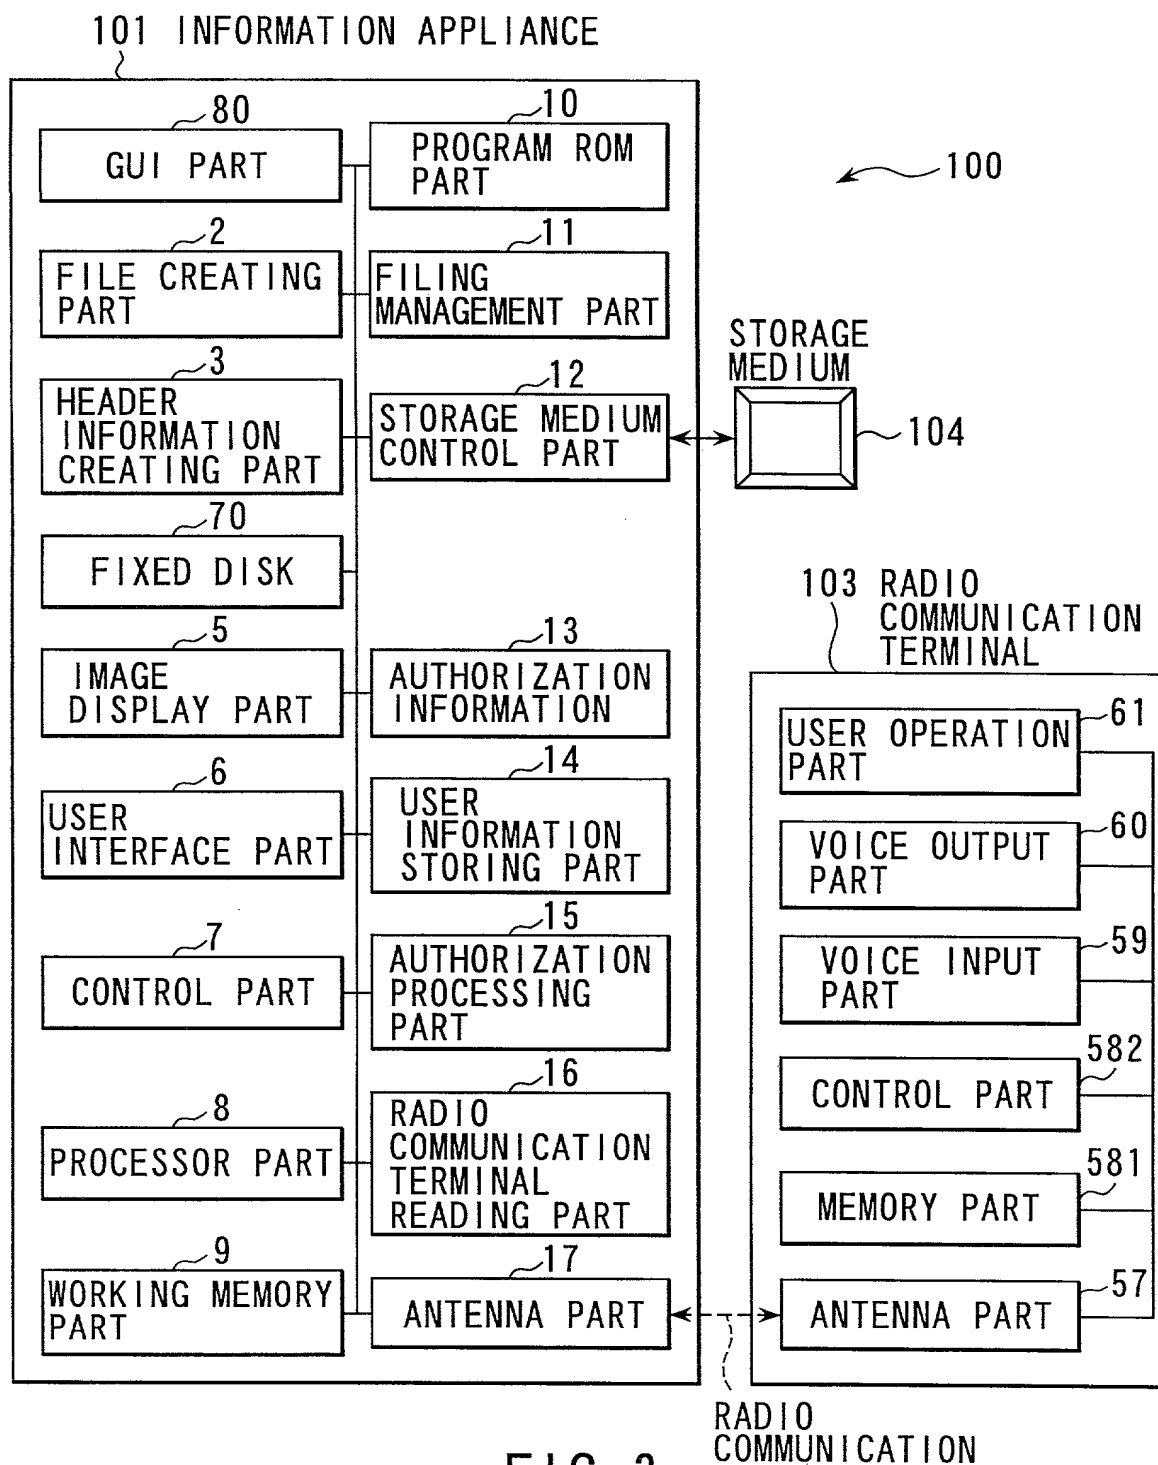 101 INFORMATION APPLIANCE
80
GUI PART
10
PROGRAM ROM
PART
100
2
FILE CREATING
PART
11
FILING
MANAGEMENT PART
3
HEADER
INFORMATION
CREATING PART
12
STORAGE MEDIUM
CONTROL PART
STORAGE
MEDIUM
104
70
FIXED DISK
5
IMAGE
DISPLAY PART
13
AUTHORIZATION
INFORMATION
6
USER
INTERFACE PART
14
USER
INFORMATION
STORING PART
7
CONTROL PART
15
AUTHORIZATION
PROCESSING
PART
8
PROCESSOR PART
16
RADIO
COMMUNICATION
TERMINAL
READING PART
9
WORKING MEMORY
PART
17
ANTENNA PART
103 RADIO
COMMUNICATION
TERMINAL
61
USER OPERATION
PART
60
VOICE OUTPUT
PART
59
VOICE INPUT
PART
582
CONTROL PART
581
MEMORY PART
57
ANTENNA PART
RADIO
COMMUNICATION